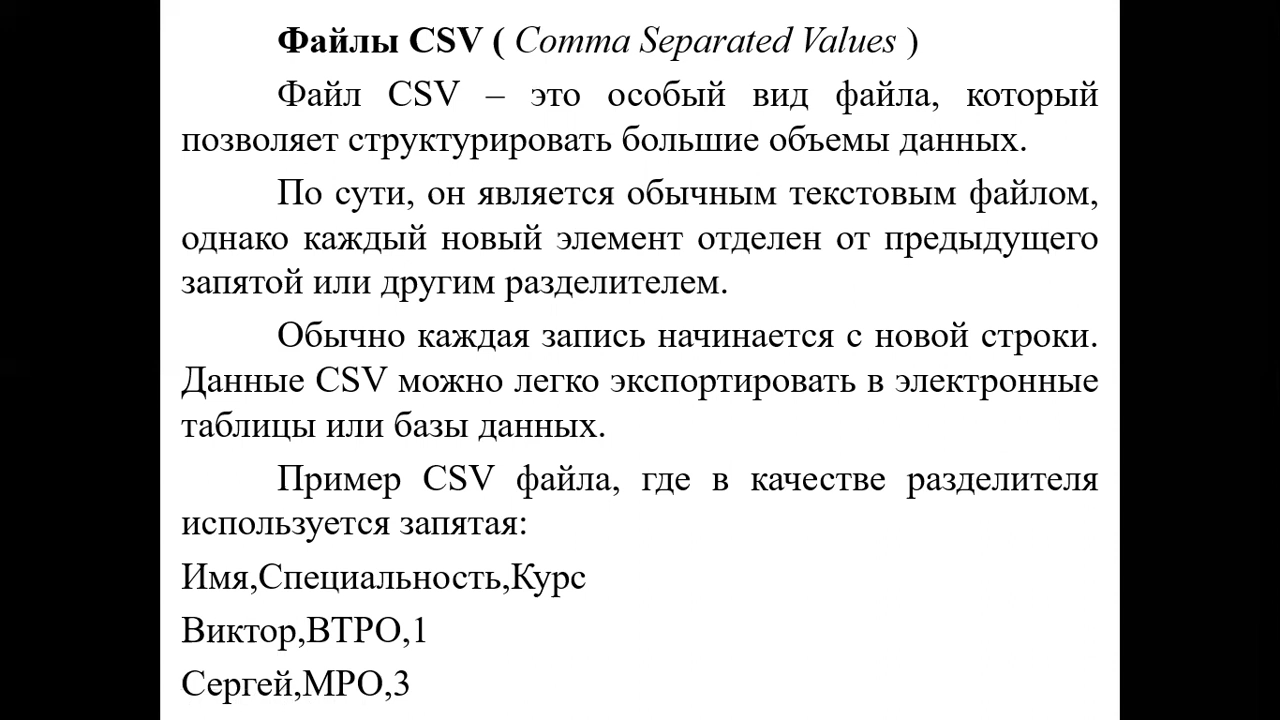 Файлы CSV ( Comma Separated Values )
Файл CSV – это особый вид файла, который
позволяет структурировать большие объемы данных.
По сути, он является обычным текстовым файлом,
однако каждый новый элемент отделен от предыдущего
запятой или другим разделителем.
Обычно каждая запись начинается с новой строки.
Данные CSV можно легко экспортировать в электронные
таблицы или базы данных.
Пример CSV файла, где в качестве разделителя
используется запятая:
Имя,Специальность,Курс
Виктор,ВТРО,1
Сергей,МРО,3